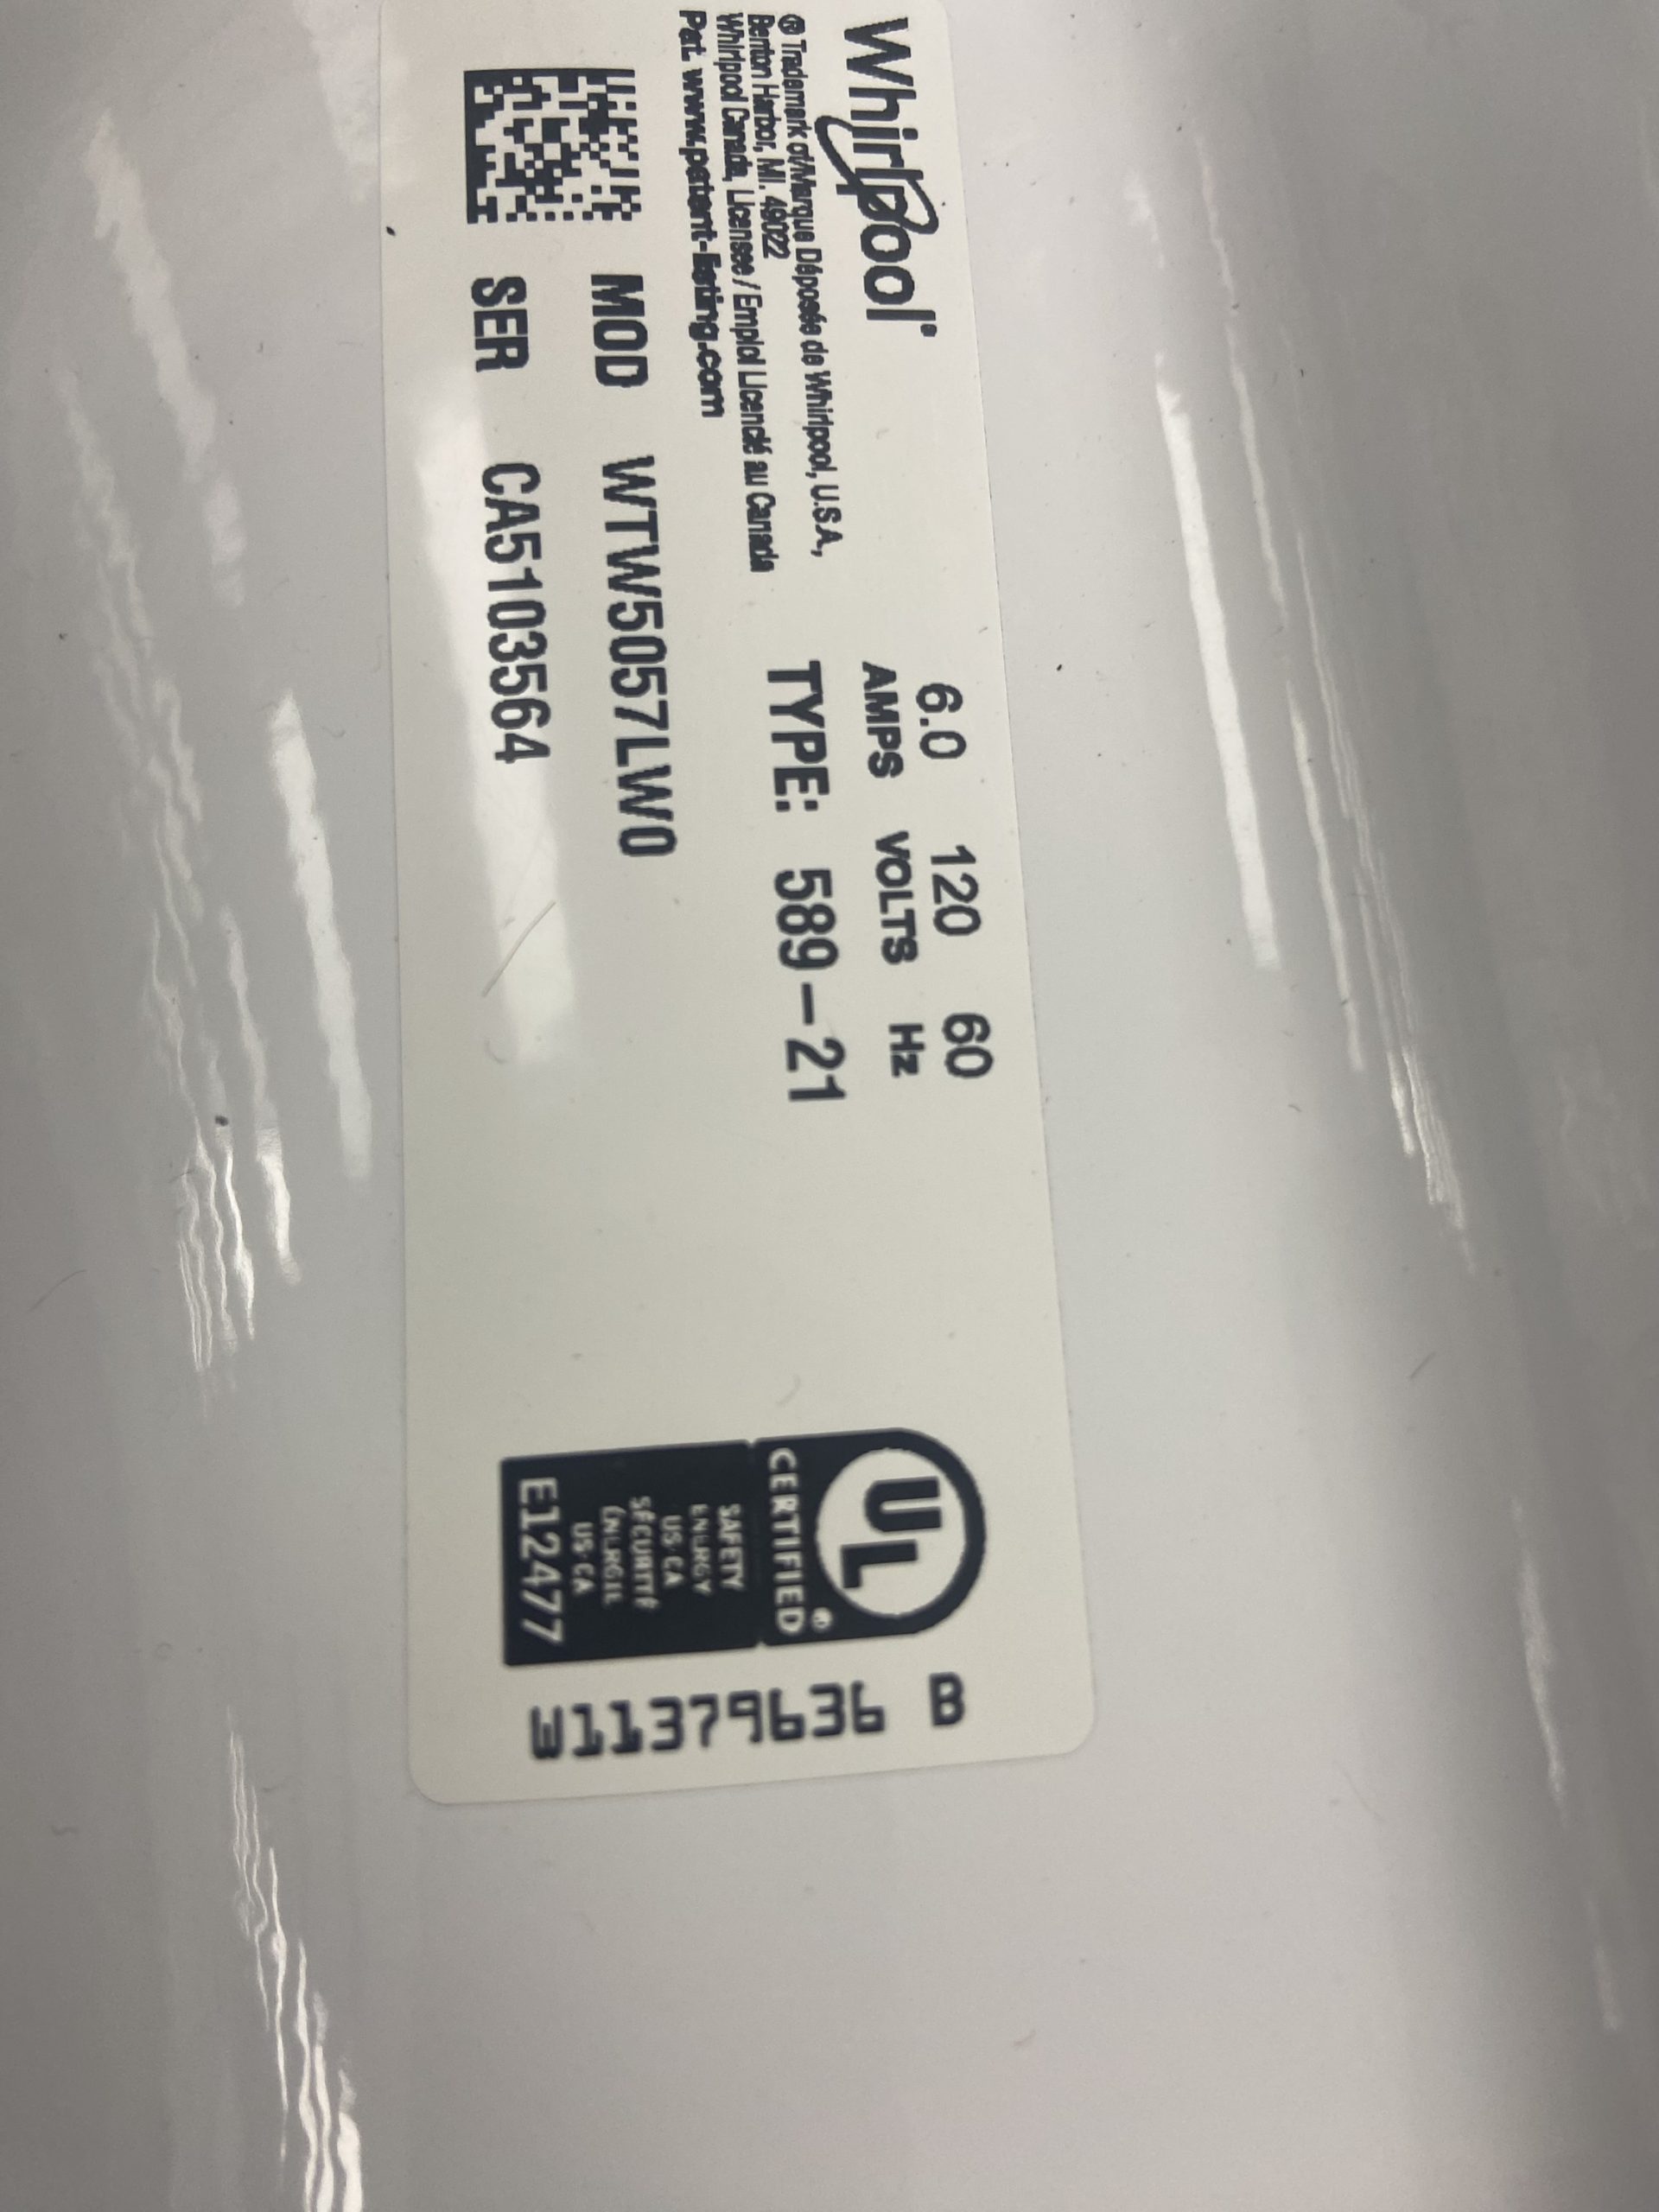 Whirlpool®
® Trademark of/Marque Déposée de Whirlpool, U.S.A.,
Benton Harbor, MI. 49022
Whirlpool Canada, Licensee / Emploi Licencié au Canada
Pat. www.patent-listing.com
6.0 120 60
AMPS VOLTS Hz
TYPE: 589-21
MOD WTW5057LW0
SER CA5103564
UL
CERTIFIED®
SAFETY
ENERGY
US·CA
SÉCURITÉ
ÉNERGIE
US·CA
E12477
W11379636 B